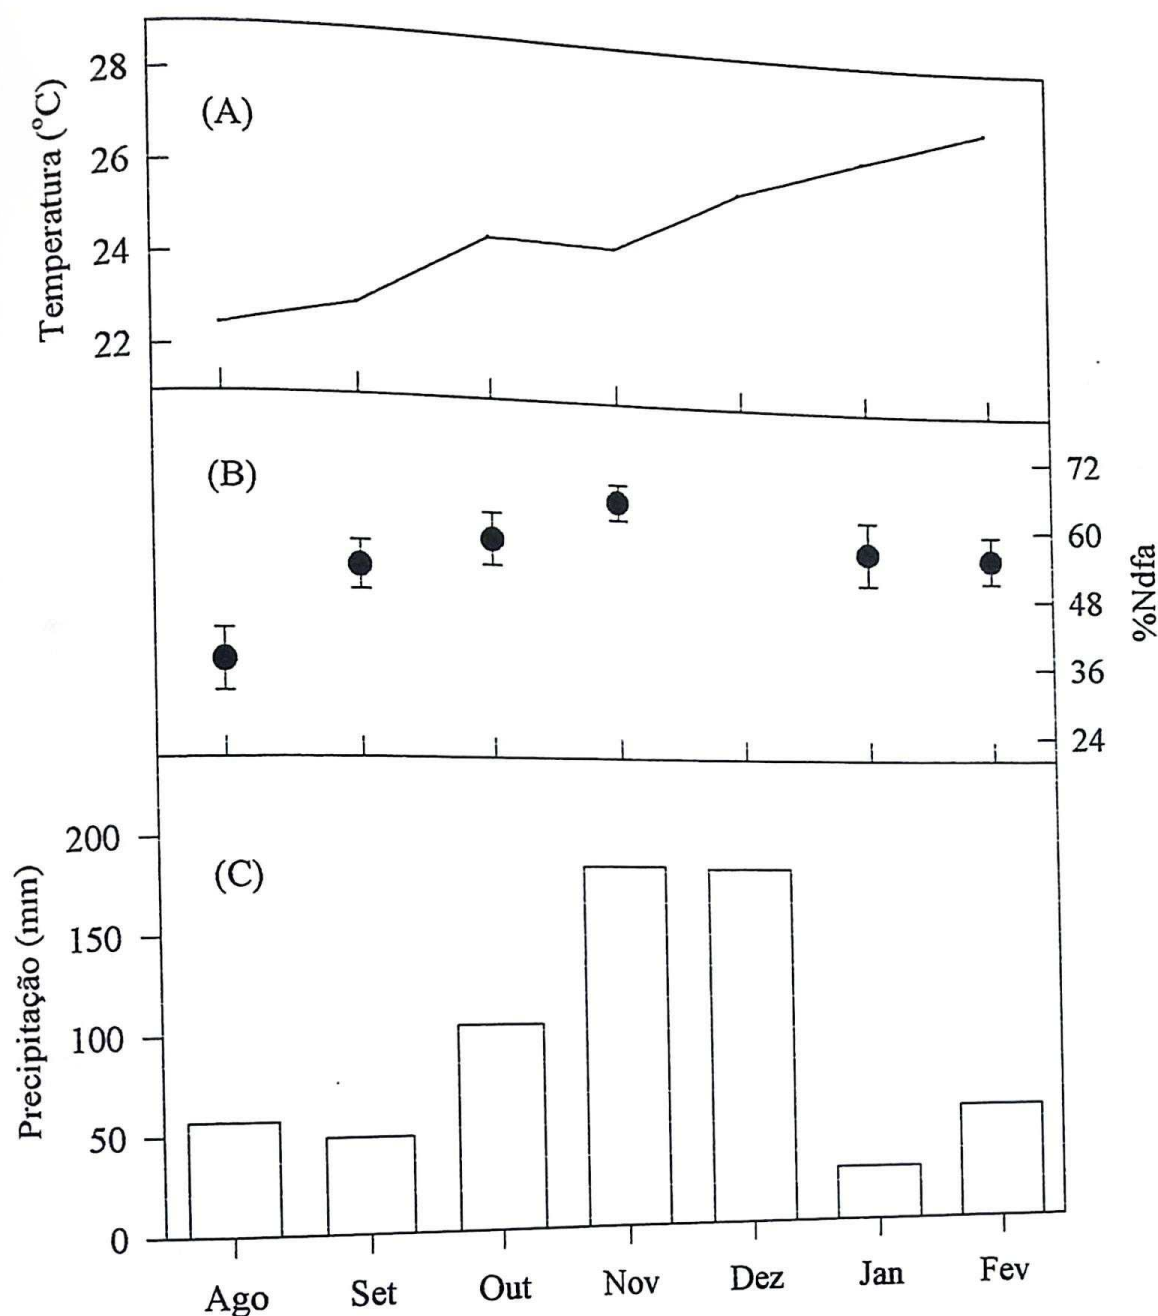 (A)
Temperatura (°C)
28
26
24
22
(B)
%Ndfa
72
60
48
36
24
(C)
Precipitação (mm)
200
150
100
50
0
Ago Set Out Nov Dez Jan Fev